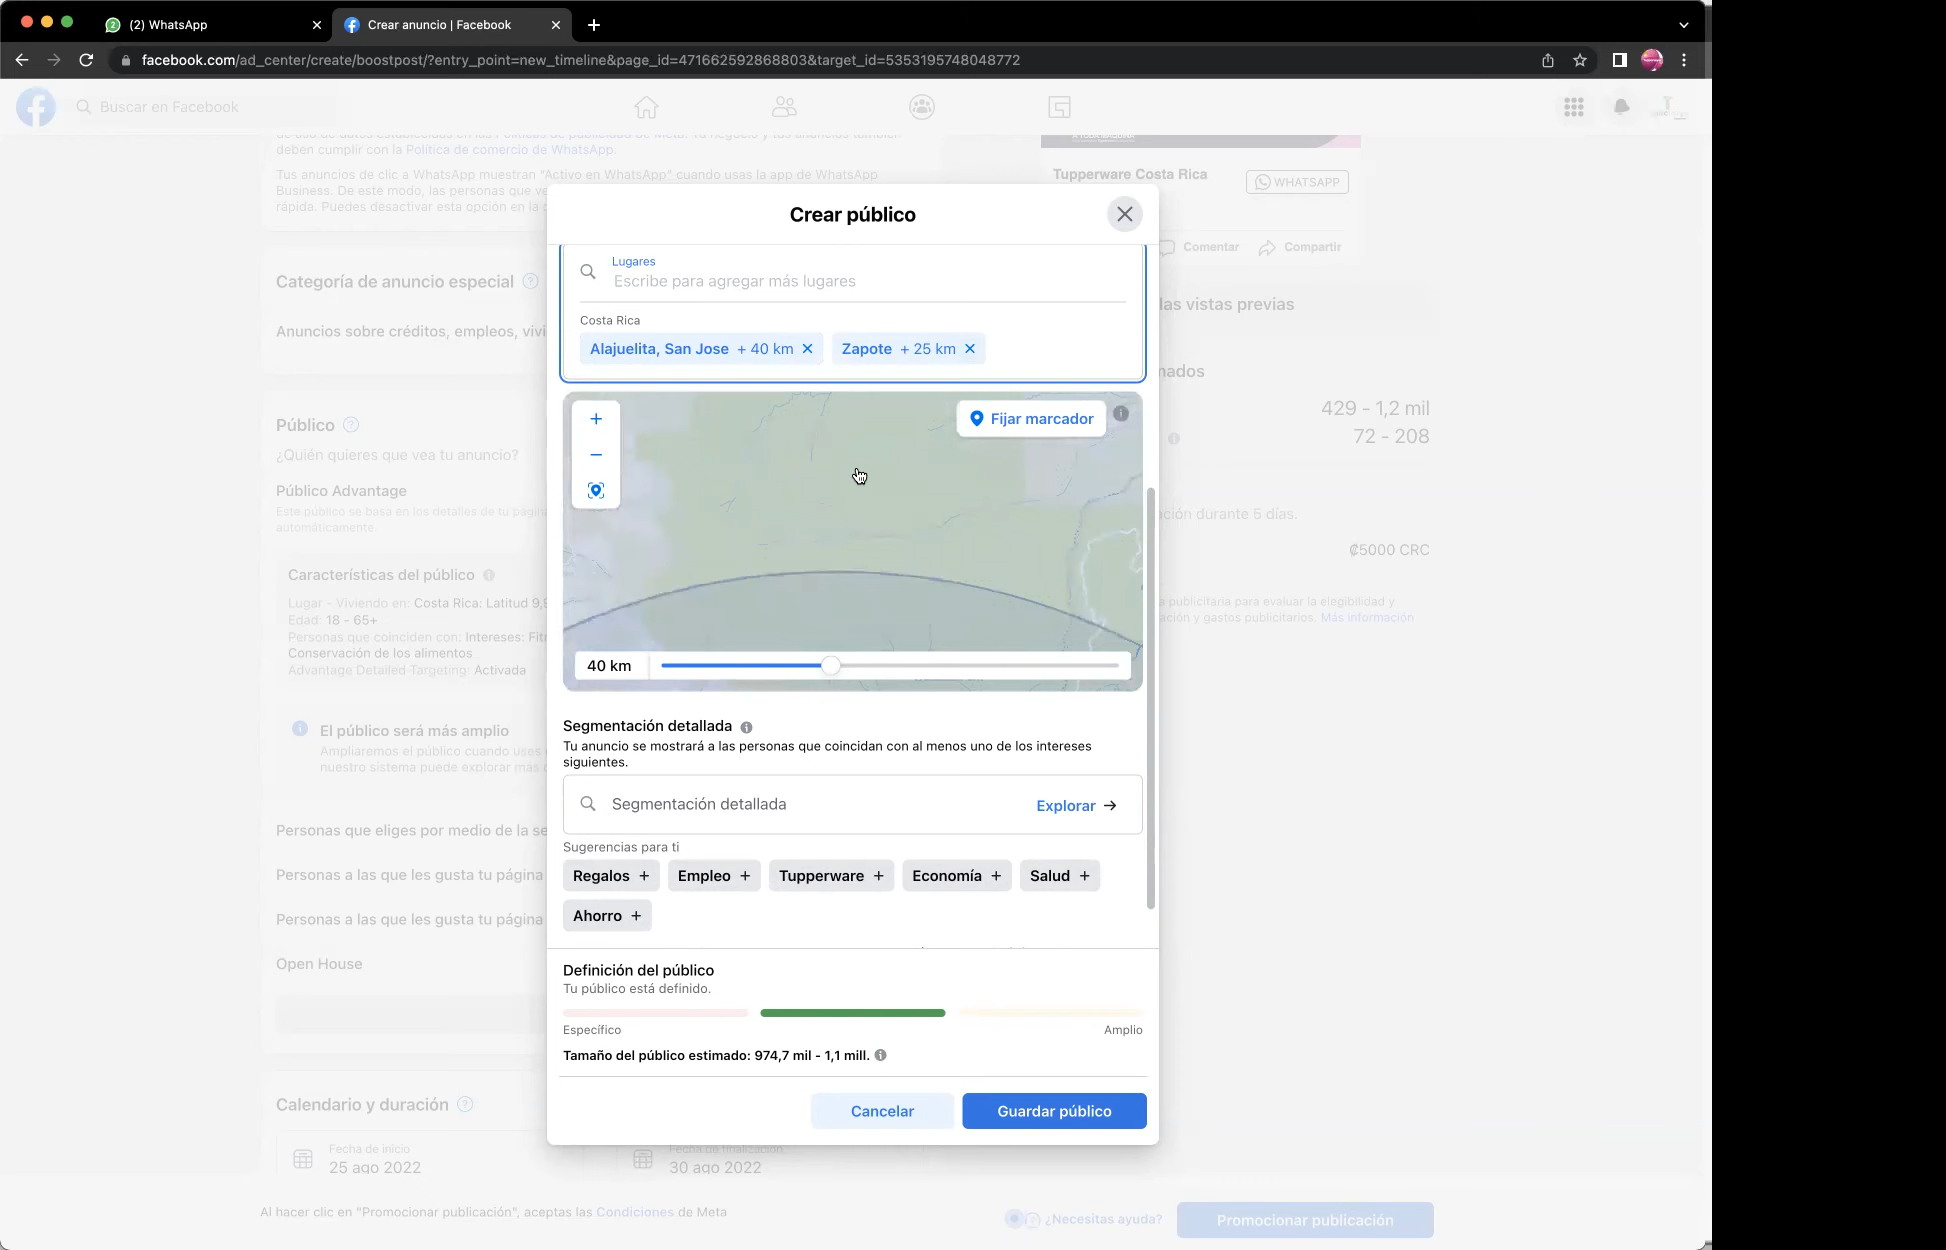 (2) WhatsApp
Crear anuncio | Facebook
facebook.com/ad_center/create/boostpost/?entry_point=new_timeline&page_id=471662592868803&target_id=5353195748048772
Buscar en Facebook
deben cumplir con la Política de comercio de WhatsApp.
Tus anuncios de clic a WhatsApp muestran "Activo en WhatsApp" cuando usas la app de WhatsApp
Business. De este modo, las personas que ve
rápida. Puedes desactivar esta opción en la
Tupperware Costa Rica
WHATSAPP
Comentar
Compartir
Categoría de anuncio especial
Anuncios sobre créditos, empleos, vivi
las vistas previas
nados
429 - 1,2 mil
72 - 208
ción durante 5 días.
₡5000 CRC
a publicitaria para evaluar la elegibilidad y
ación y gastos publicitarios. Más información
Público
¿Quién quieres que vea tu anuncio?
Público Advantage
Este público se basa en los detalles de tu página
automáticamente.
Características del público
Lugar - Viviendo en: Costa Rica: Latitud 9,9
Edad: 18 - 65+
Personas que coinciden con: Intereses: Fit
Conservación de los alimentos
Advantage Detailed Targeting: Activada
El público será más amplio
Ampliaremos el público cuando uses
nuestro sistema puede explorar más
Personas que eliges por medio de la se
Personas a las que les gusta tu página
Personas a las que les gusta tu página
Open House
Calendario y duración
Fecha de inicio
25 ago 2022
Fecha de finalización
30 ago 2022
Crear público
Lugares
Escribe para agregar más lugares
Costa Rica
Alajuelita, San Jose + 40 km
Zapote + 25 km
Fijar marcador
40 km
Segmentación detallada
Tu anuncio se mostrará a las personas que coincidan con al menos uno de los intereses
siguientes.
Segmentación detallada
Explorar →
Sugerencias para ti
Regalos +
Empleo +
Tupperware +
Economía +
Salud +
Ahorro +
Definición del público
Tu público está definido.
Específico
Amplio
Tamaño del público estimado: 974,7 mil - 1,1 mill.
Cancelar
Guardar público
Al hacer clic en "Promocionar publicación", aceptas las Condiciones de Meta
¿Necesitas ayuda?
Promocionar publicación